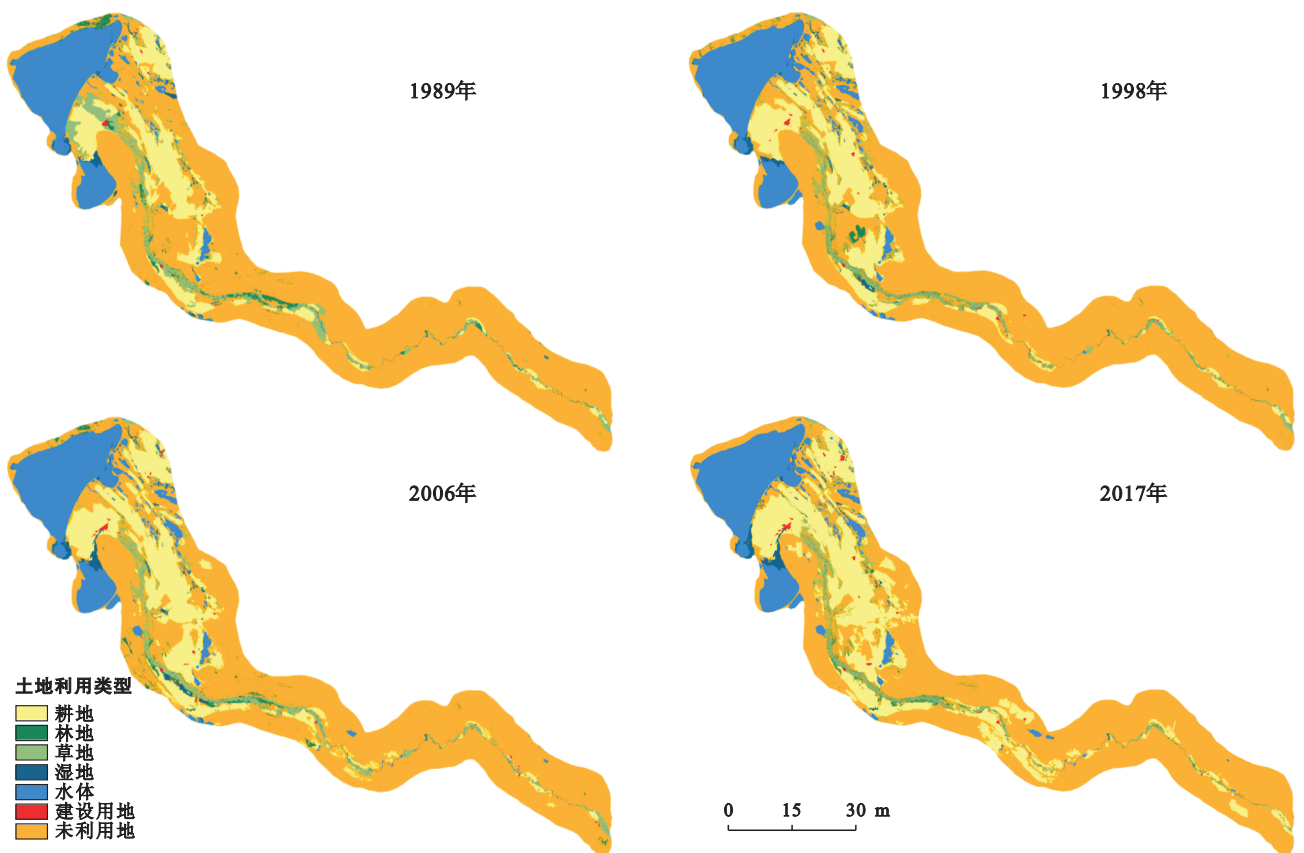 1989年
1998年
2006年
2017年
土地利用类型
耕地
林地
草地
湿地
水体
建设用地
未利用地
0 15 30 m